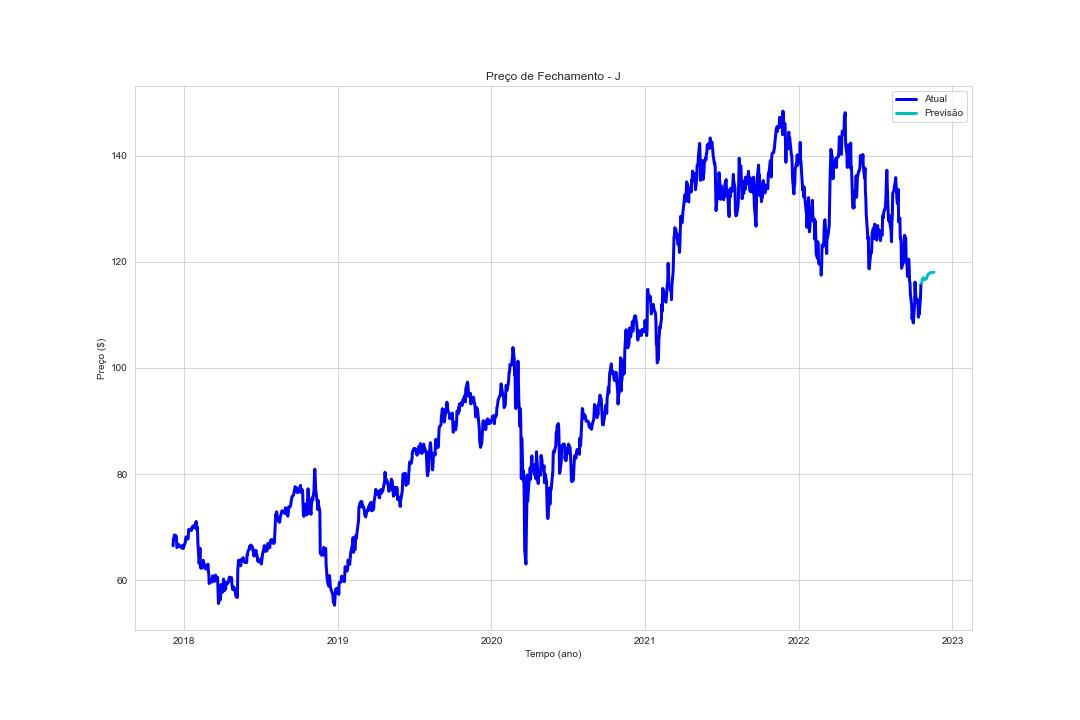 Preço de Fechamento - J
Atual
Previsão
140
120
100
80
60
Preço ($)
2018 2019 2020 2021 2022 2023
Tempo (ano)